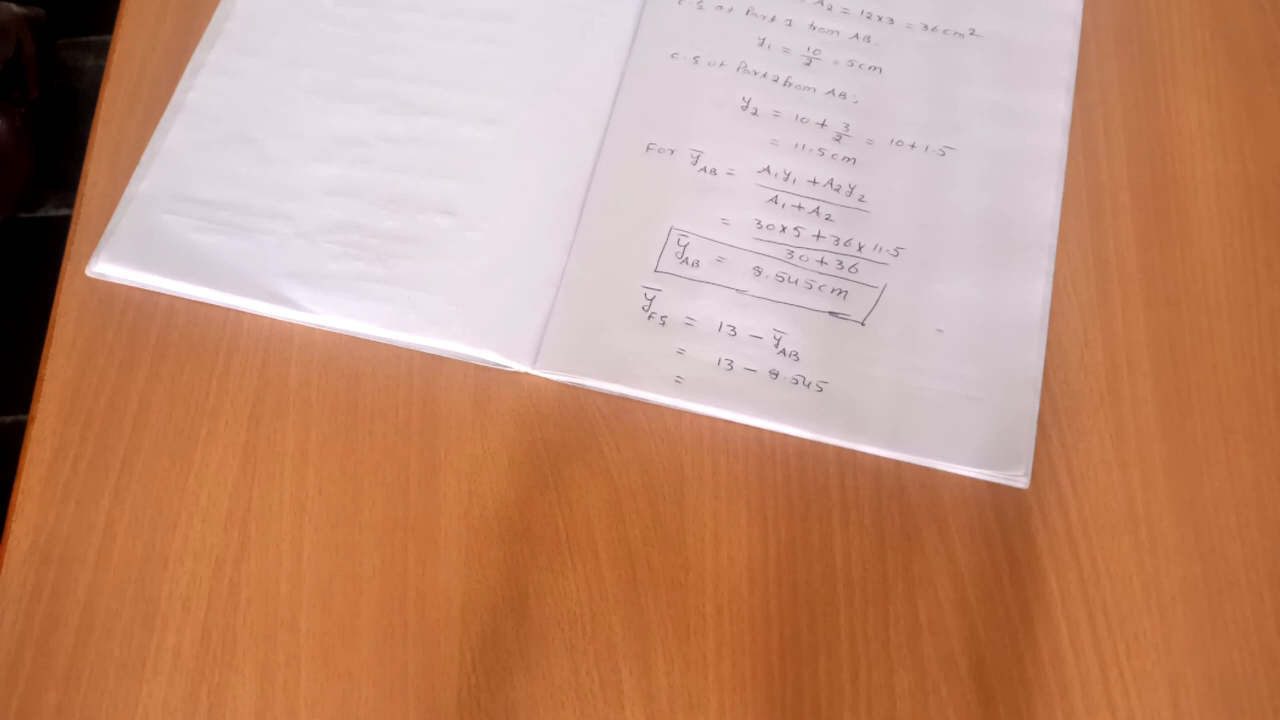 A2 = 12x3 = 36cm²
C.G of Part 1 from AB.
y1 = 10/2 = 5cm
C.G of Part 2 from AB,
y2 = 10 + 3/2 = 10+1.5
= 11.5cm
For ȳAB = A1y1 + A2y2 / A1 + A2
= 30x5 + 36x11.5 / 30+36
ȳAB = 8.545cm
ȳFG = 13 - ȳAB
= 13 - 8.545
=